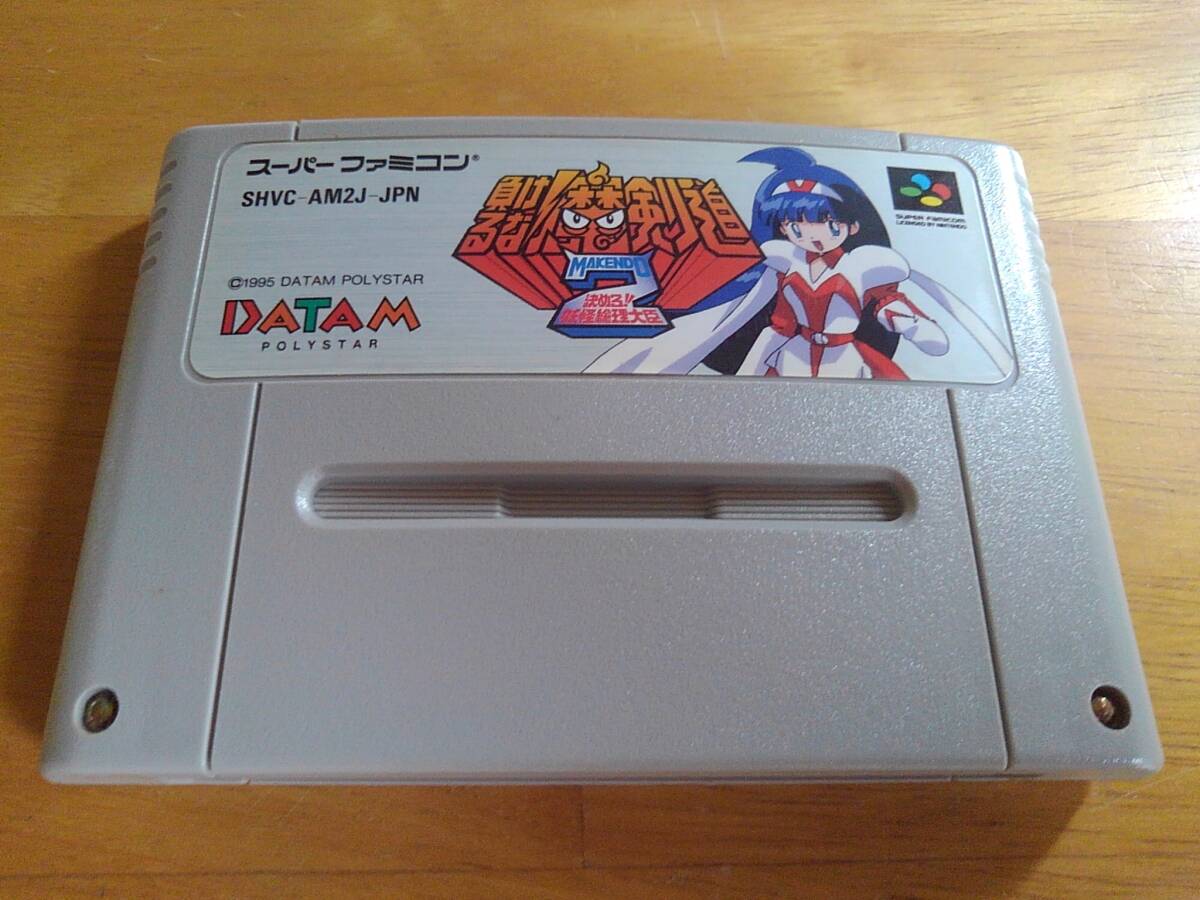 スーパーファミコン®
SHVC-AM2J-JPN
©1995 DATAM POLYSTAR
DATAM
POLYSTAR
負けるな!魔剣道
MAKENDO
2
決めろ!!
妖怪総理大臣
SUPER FAMICOM
LICENSED BY NINTENDO